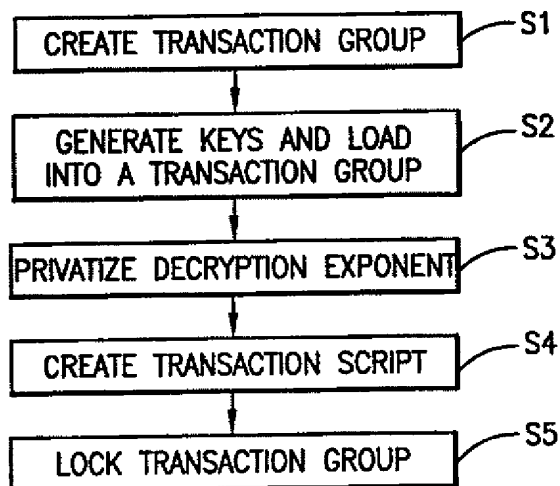 CREATE TRANSACTION GROUP
S1
GENERATE KEYS AND LOAD
INTO A TRANSACTION GROUP
S2
PRIVATIZE DECRYPTION EXPONENT
S3
CREATE TRANSACTION SCRIPT
S4
LOCK TRANSACTION GROUP
S5